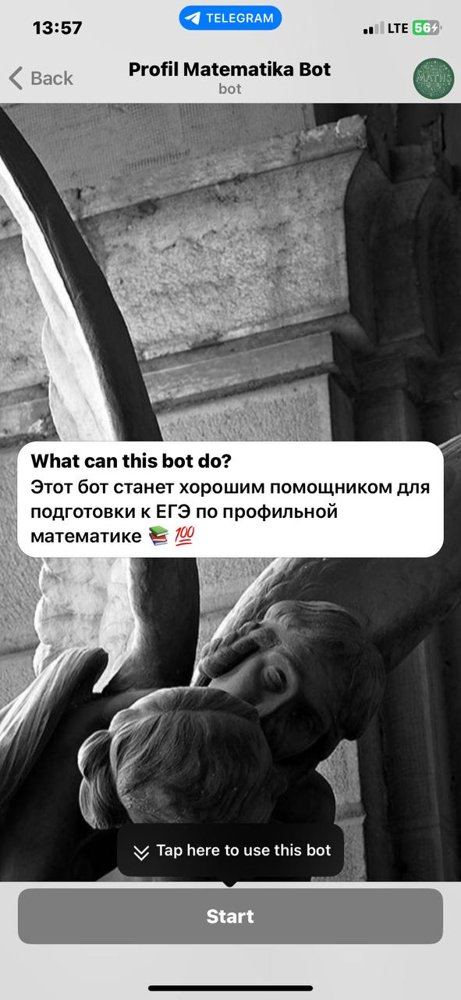 13:57
TELEGRAM
LTE 56
Back
Profil Matematika Bot
bot
MATHS
What can this bot do?
Этот бот станет хорошим помощником для
подготовки к ЕГЭ по профильной
математике 📚 💯
Tap here to use this bot
Start